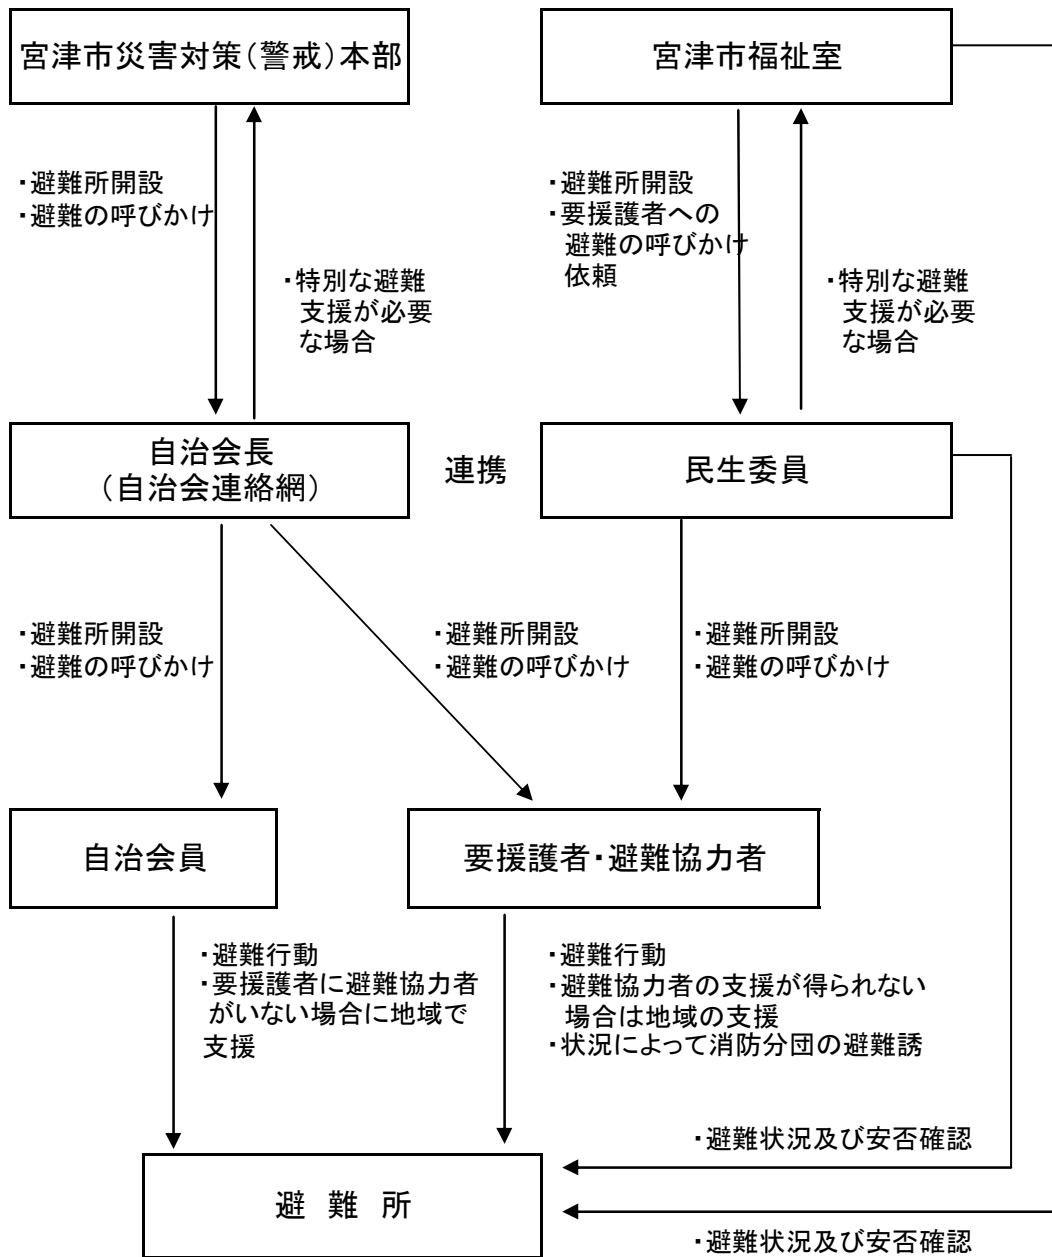 宮津市災害対策(警戒)本部
宮津市福祉室
・避難所開設
・避難の呼びかけ
・特別な避難
支援が必要
な場合
・避難所開設
・要援護者への
避難の呼びかけ
依頼
・特別な避難
支援が必要
な場合
自治会長
(自治会連絡網)
連携
民生委員
・避難所開設
・避難の呼びかけ
・避難所開設
・避難の呼びかけ
・避難所開設
・避難の呼びかけ
自治会員
要援護者・避難協力者
・避難行動
・要援護者に避難協力者
がいない場合に地域で
支援
・避難行動
・避難協力者の支援が得られない
場合は地域の支援
・状況によって消防分団の避難誘
・避難状況及び安否確認
避 難 所
・避難状況及び安否確認